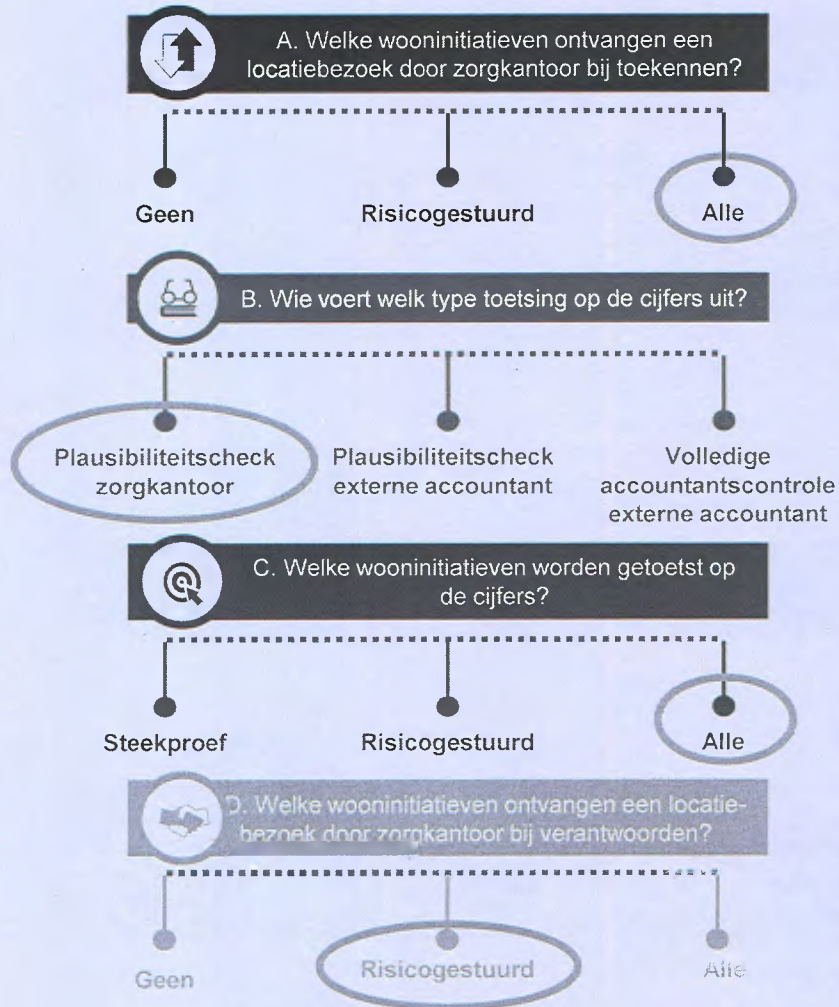 A. Welke wooninitiatieven ontvangen een
locatiebezoek door zorgkantoor bij toekennen?
Geen
Risicogestuurd
Alle
B. Wie voert welk type toetsing op de cijfers uit?
Plausibiliteitscheck
zorgkantoor
Plausibiliteitscheck
externe accountant
Volledige
accountantscontrole
externe accountant
C. Welke wooninitiatieven worden getoetst op
de cijfers?
Steekproef
Risicogestuurd
Alle
D. Welke wooninitiatieven ontvangen een locatie-
bezoek door zorgkantoor bij verantwoorden?
Geen
Risicogestuurd
Alle